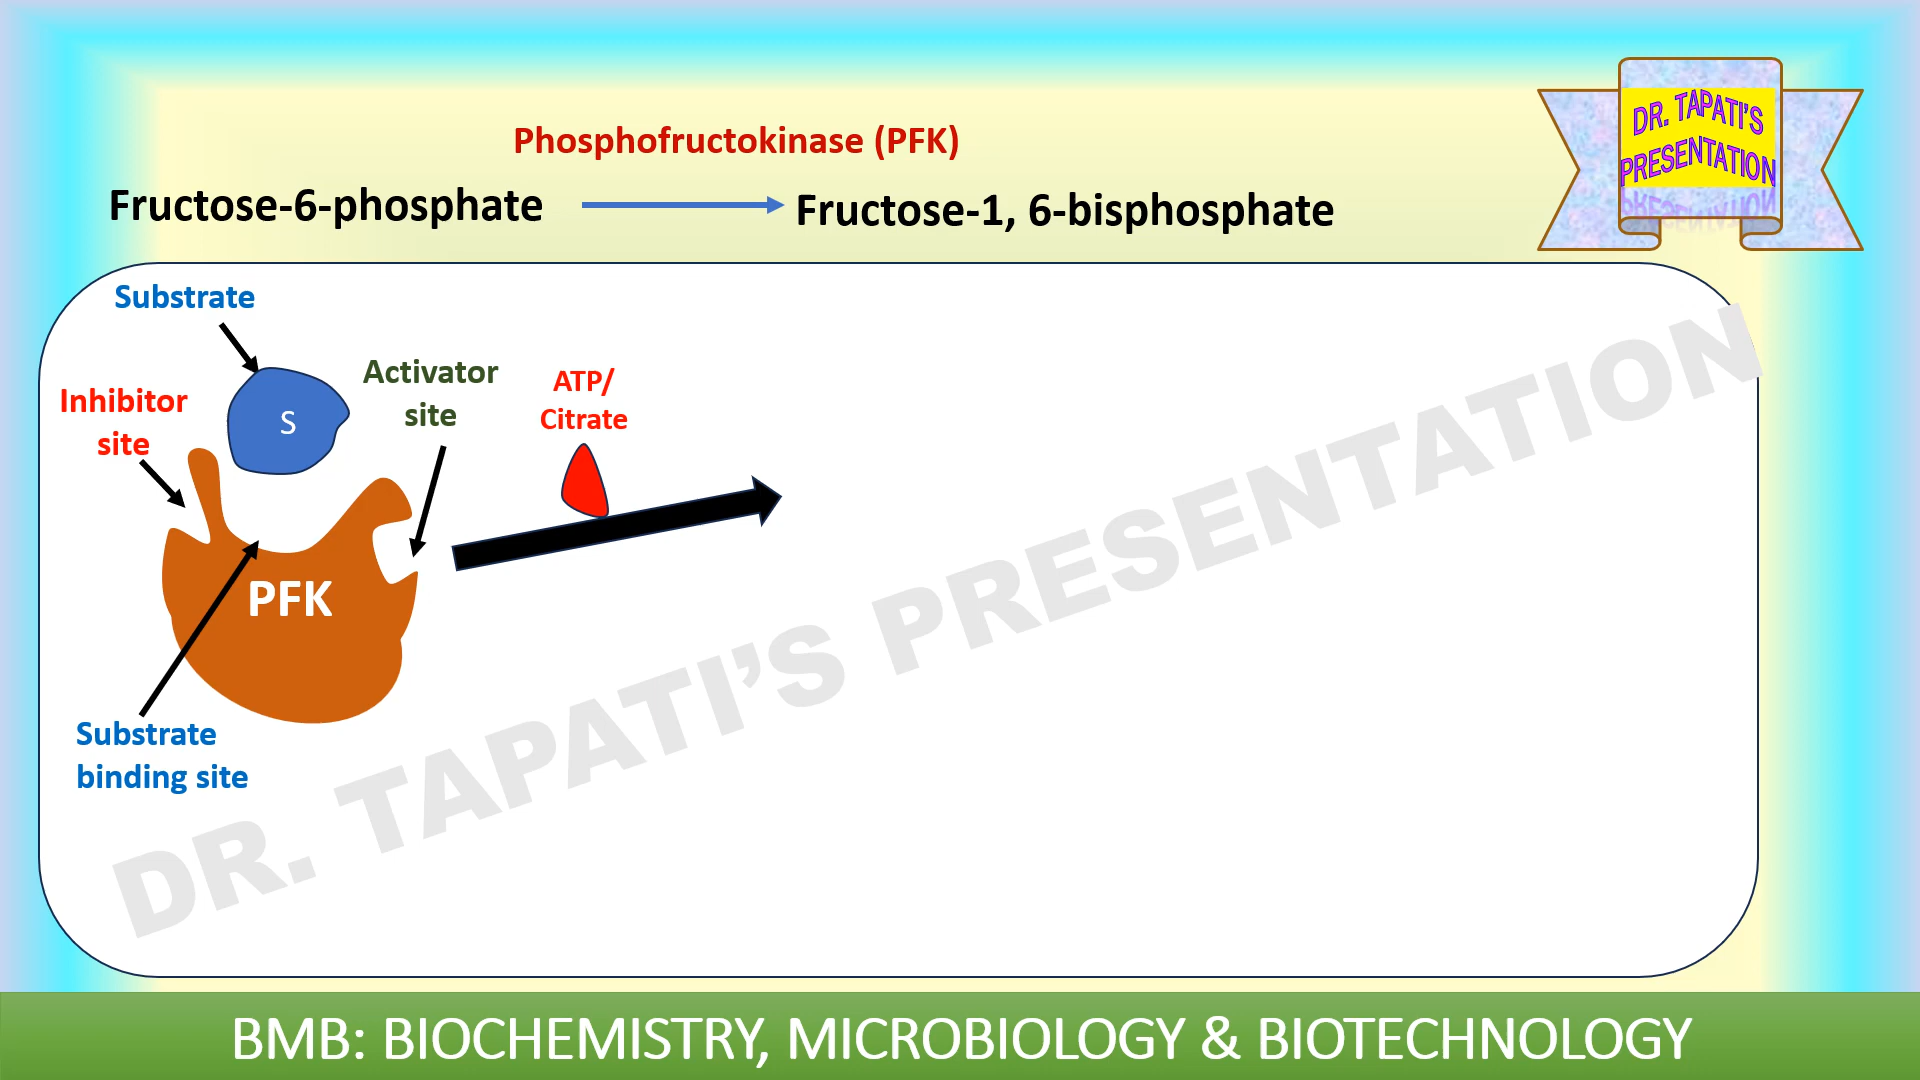 Phosphofructokinase (PFK)
Fructose-6-phosphate
Fructose-1, 6-bisphosphate
DR. TAPATI'S
PRESENTATION
Substrate
Inhibitor
site
S
Activator
site
ATP/
Citrate
PFK
Substrate
binding site
DR. TAPATI'S PRESENTATION
BMB: BIOCHEMISTRY, MICROBIOLOGY & BIOTECHNOLOGY